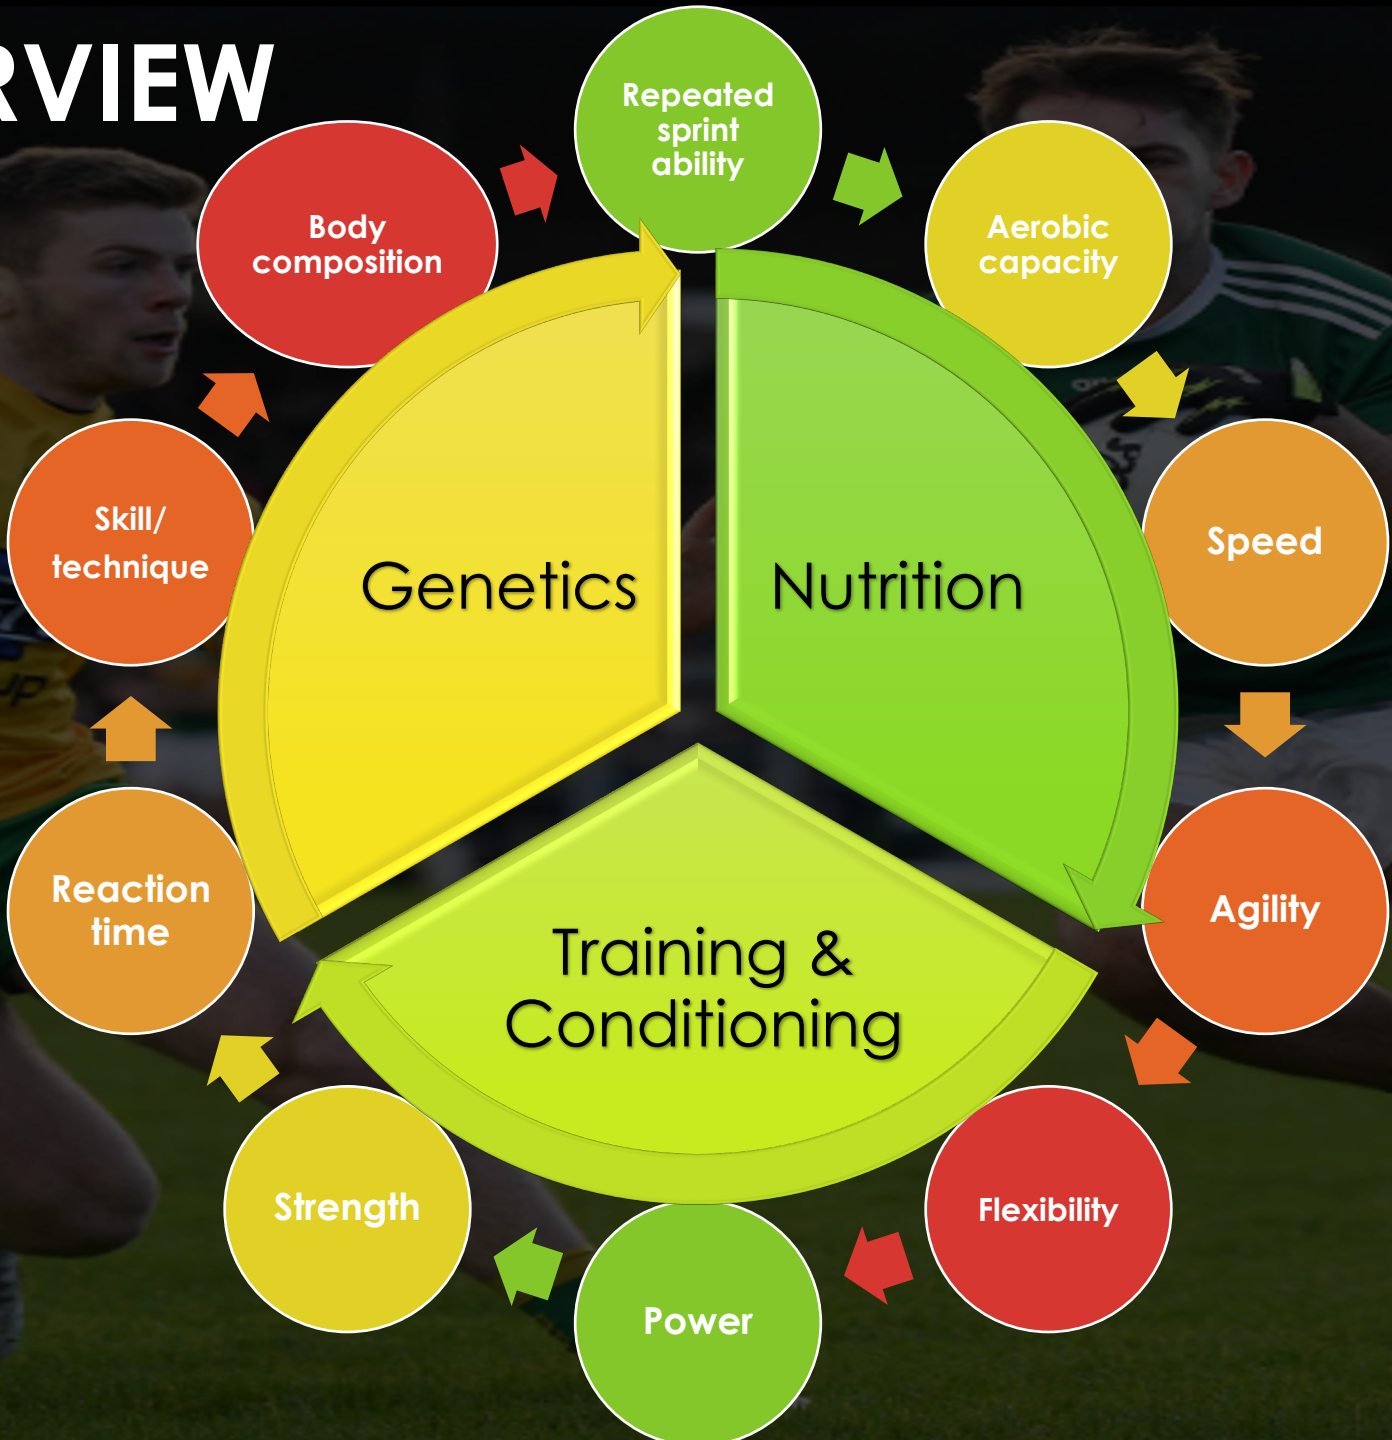 RVIEW
Repeated
sprint
ability
Aerobic
capacity
Speed
Agility
Flexibility
Power
Strength
Reaction
time
Skill/
technique
Body
composition
Genetics
Nutrition
Training &
Conditioning